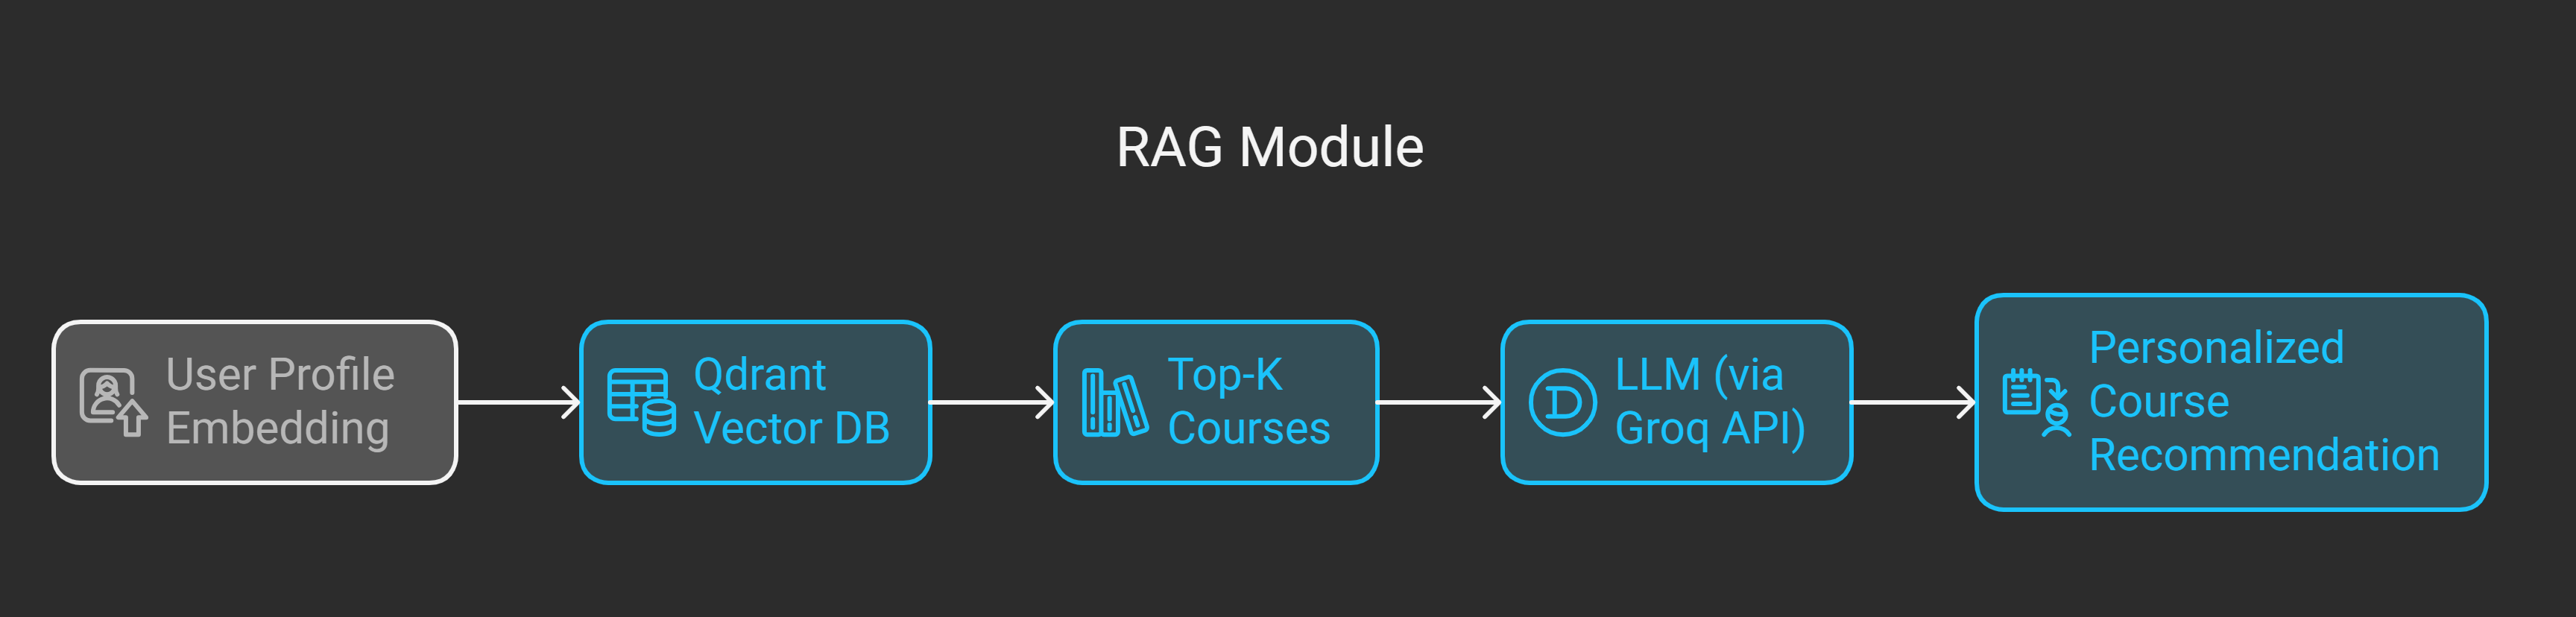 RAG Module
User Profile
Embedding
Qdrant
Vector DB
Top-K
Courses
LLM (via
Groq API)
Personalized
Course
Recommendation